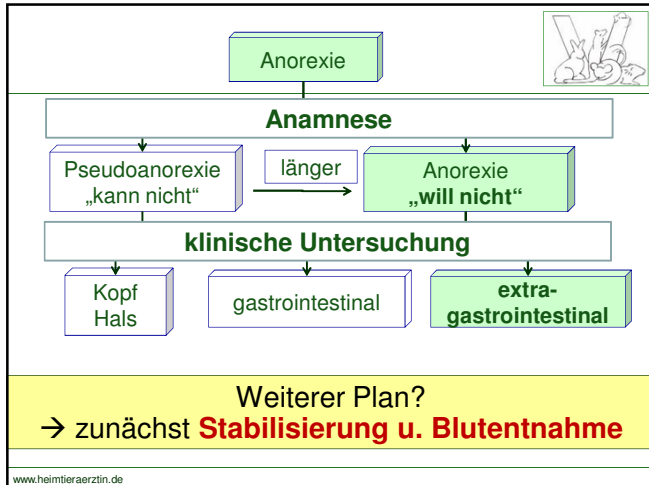 Anorexie
Anamnese
Pseudoanorexie
„kann nicht“
länger
Anorexie
„will nicht“
klinische Untersuchung
Kopf
Hals
gastrointestinal
extra-
gastrointestinal
Weiterer Plan?
→ zunächst Stabilisierung u. Blutentnahme
www.heimtieraerztin.de